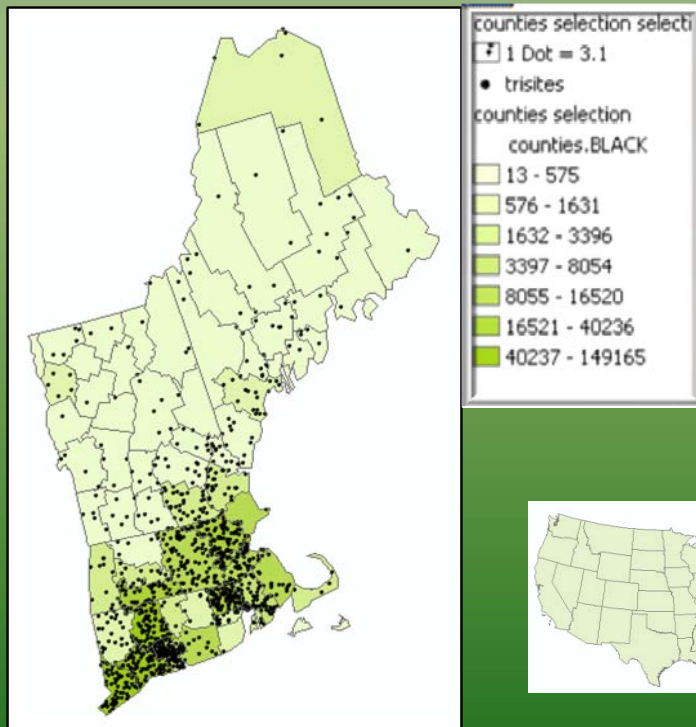 counties selection selecti
1 Dot = 3.1
trisites
counties selection
counties.BLACK
13 - 575
576 - 1631
1632 - 3396
3397 - 8054
8055 - 16520
16521 - 40236
40237 - 149165